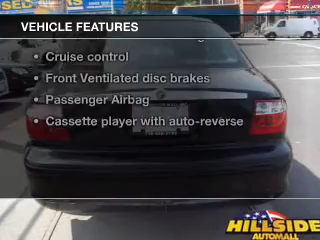 VEHICLE FEATURES
• Cruise control
• Front Ventilated disc brakes
• Passenger Airbag
• Cassette player with auto-reverse
HILLSIDE
AUTOMALL